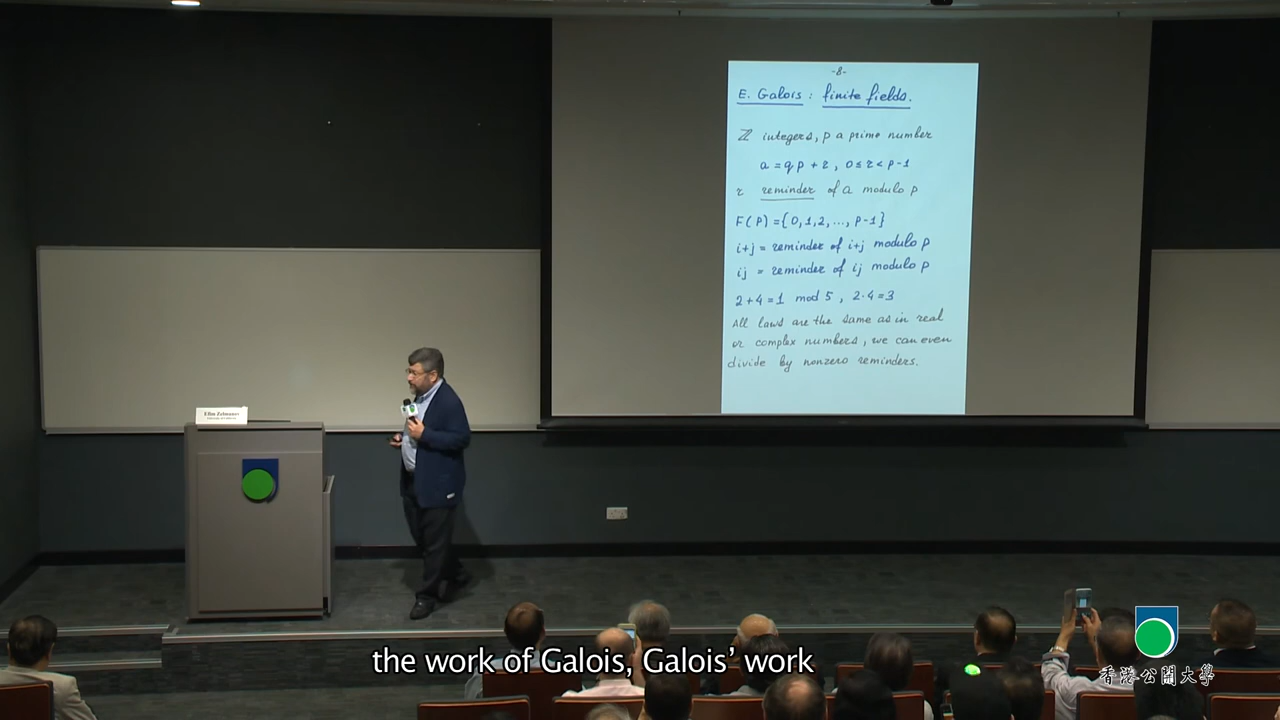 -8-
E. Galois : finite fields.
ℤ integers, p a prime number
a = qp + r, 0 ≤ r < p-1
r reminder of a modulo p
F(p) = {0, 1, 2, ..., p-1}
i+j = reminder of i+j modulo p
ij = reminder of ij modulo p
2+4=1 mod 5, 2·4=3
All laws are the same as in real
or complex numbers, we can even
divide by nonzero reminders.
Efim Zelmanov
the work of Galois, Galois’ work
香港公開大學